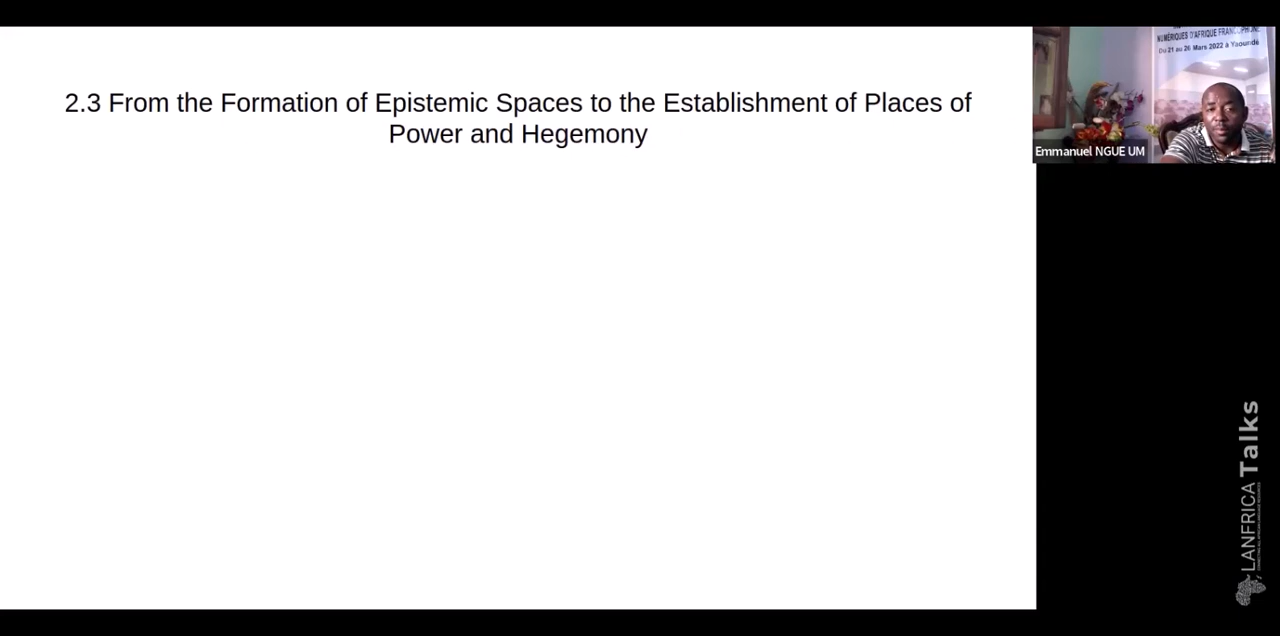 2.3 From the Formation of Epistemic Spaces to the Establishment of Places of
Power and Hegemony
NUMÉRIQUES D'AFRIQUE FRANCOPHONE
Du 21 au 26 Mars 2022 à Yaoundé
Emmanuel NGUE UM
LANFRICA Talks